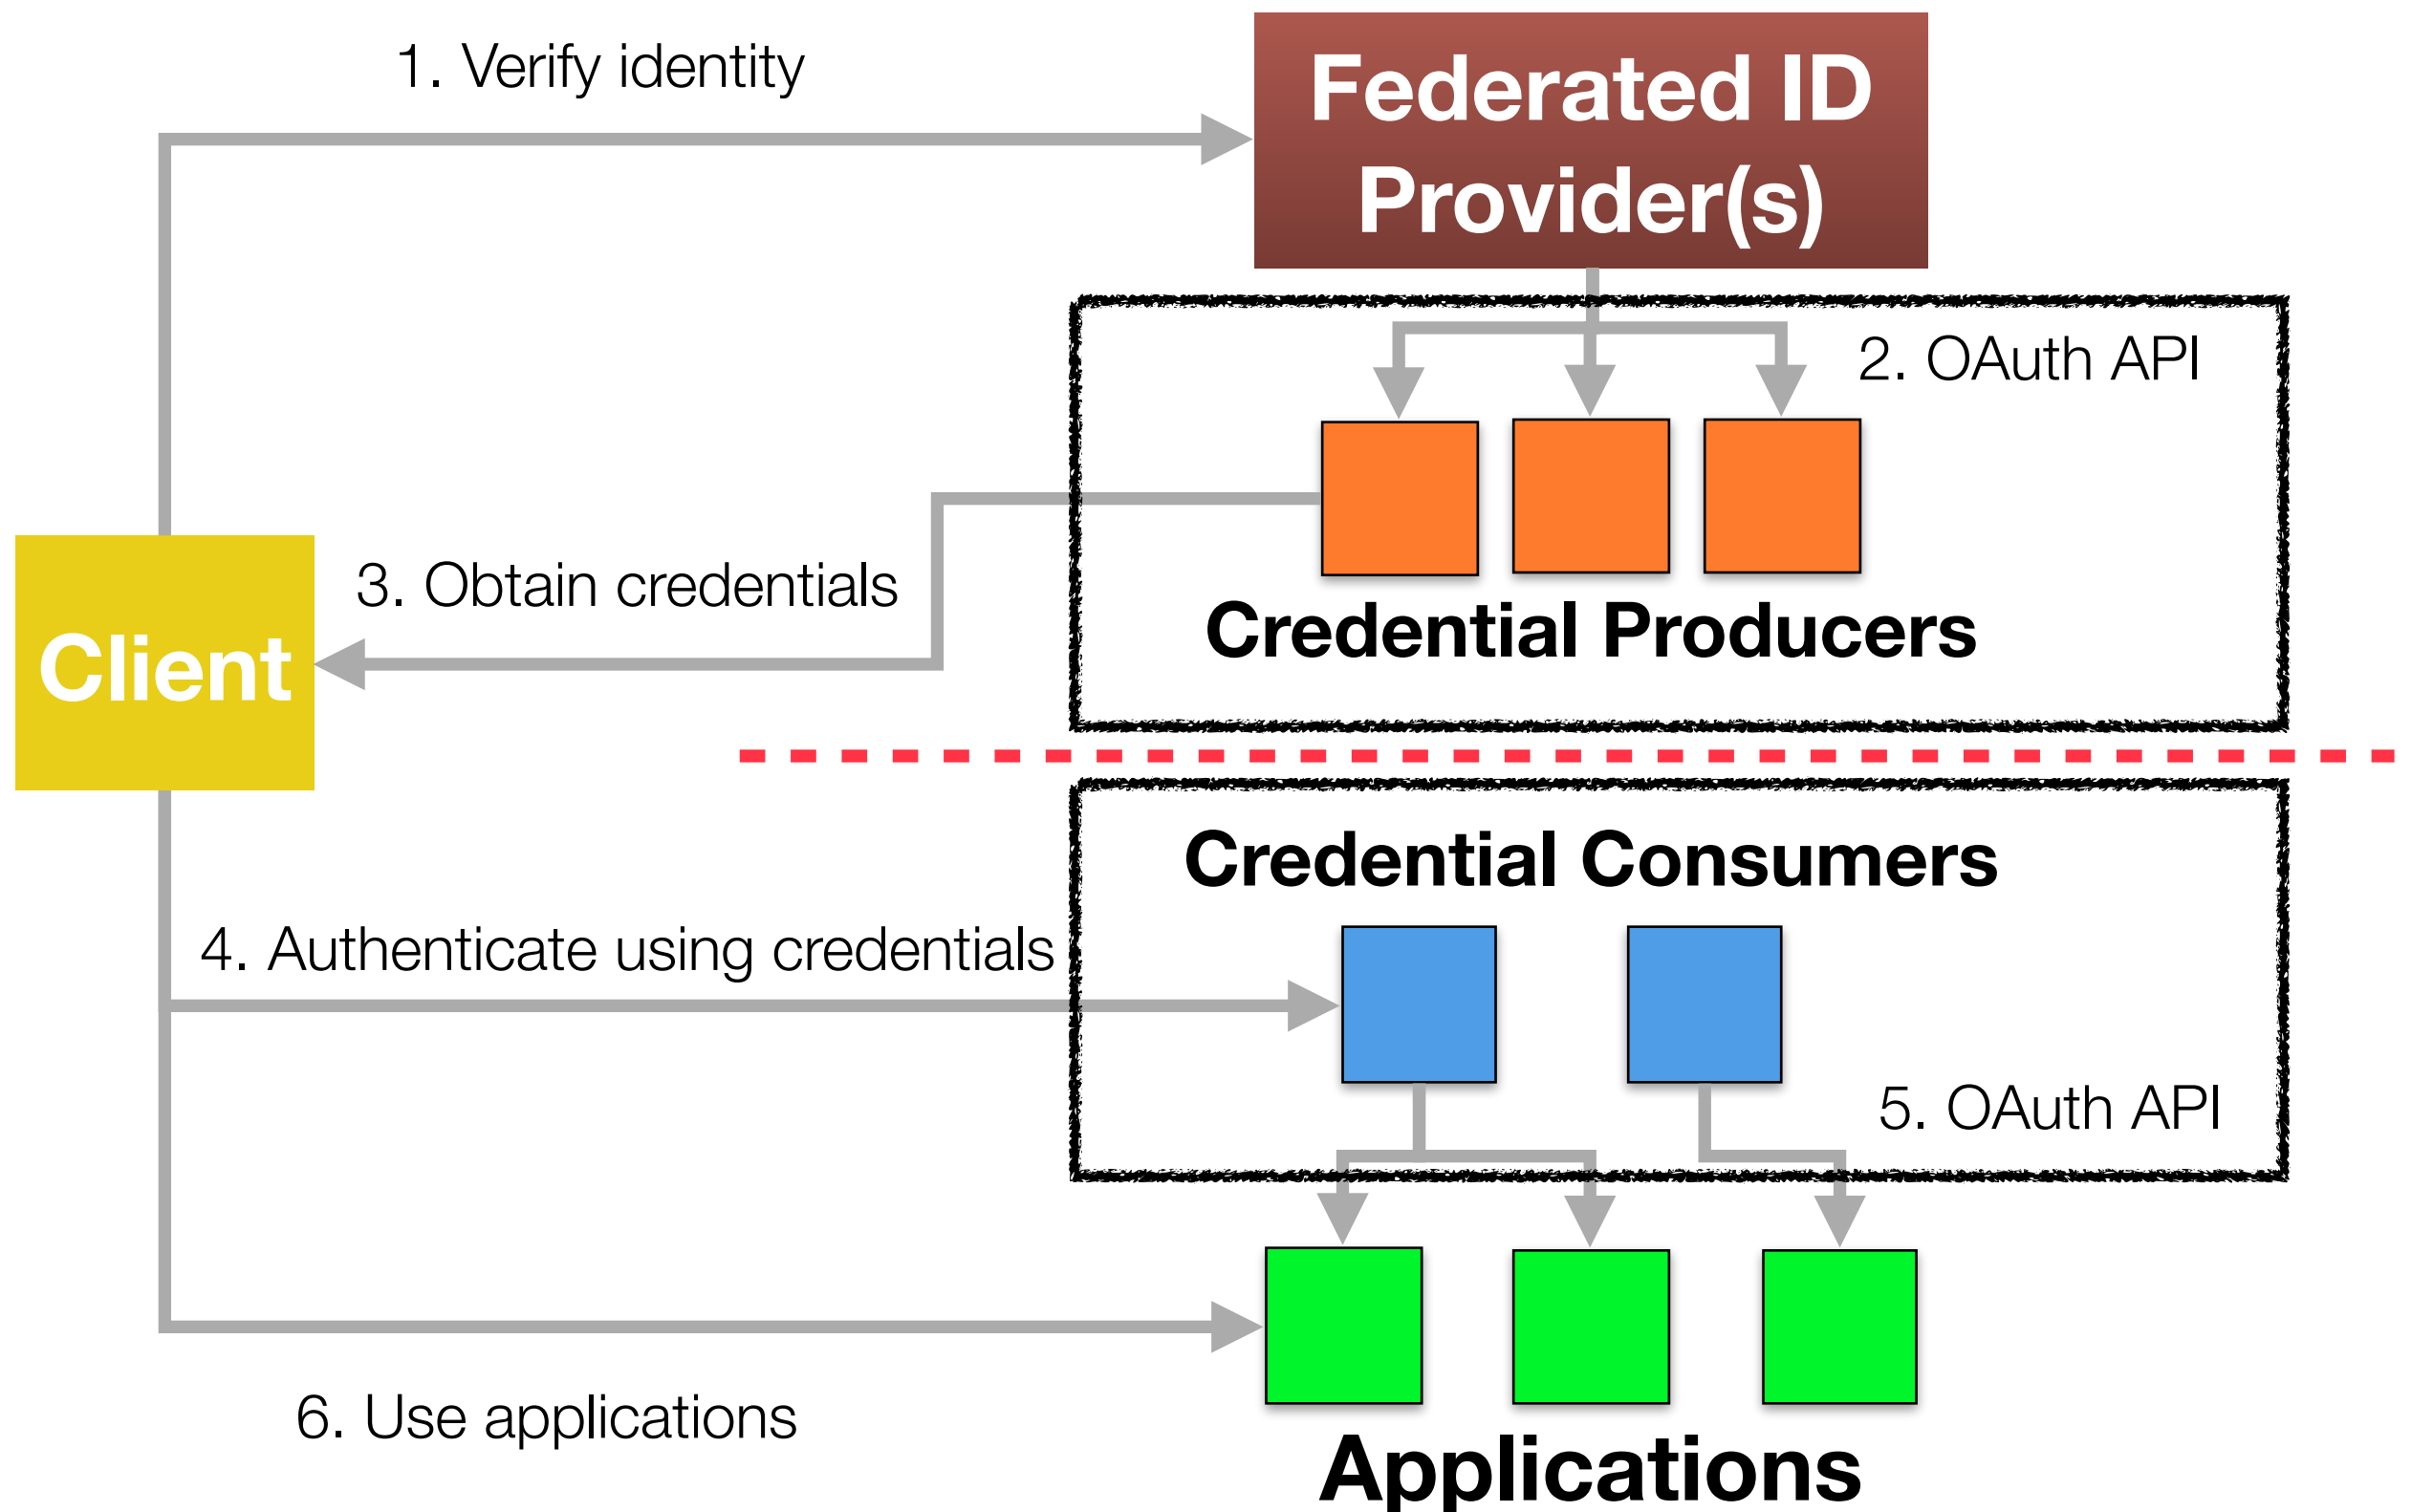 1. Verify identity
Federated ID
Provider(s)
2. OAuth API
3. Obtain credentials
Credential Producers
Client
Credential Consumers
4. Authenticate using credentials
5. OAuth API
6. Use applications
Applications